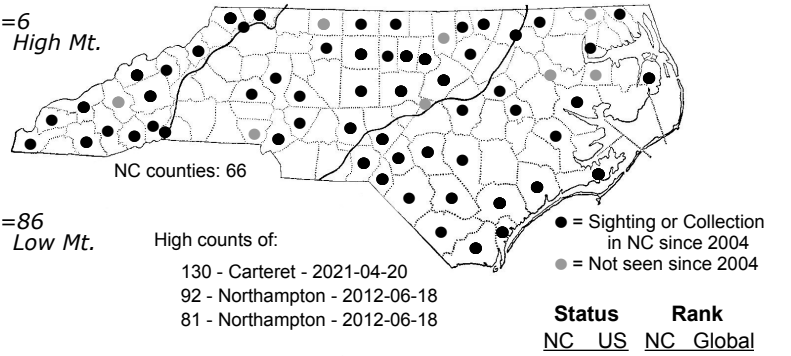 =6
High Mt.
NC counties: 66
=86
Low Mt.
High counts of:
130 - Carteret - 2021-04-20
92 - Northampton - 2012-06-18
81 - Northampton - 2012-06-18
● = Sighting or Collection
in NC since 2004
● = Not seen since 2004
Status Rank
NC US NC Global